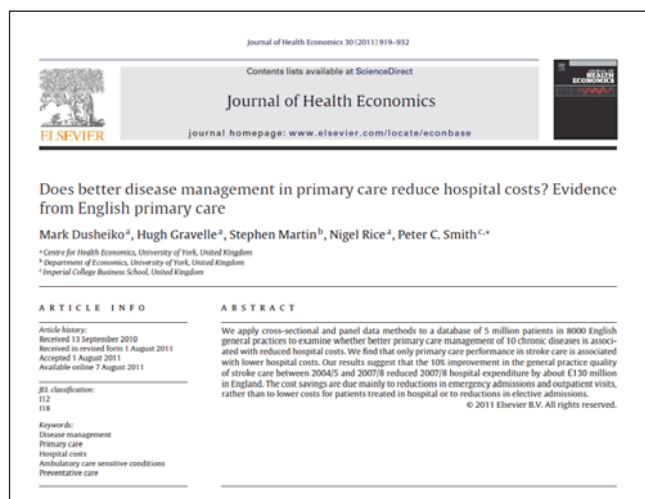 Journal of Health Economics 30 (2011) 919–932
Contents lists available at ScienceDirect
Journal of Health Economics
journal homepage: www.elsevier.com/locate/econbase
ELSEVIER
JOURNAL OF
HEALTH
ECONOMICS
Does better disease management in primary care reduce hospital costs? Evidence
from English primary care
Mark Dusheiko a, Hugh Gravelle a, Stephen Martin b, Nigel Rice a, Peter C. Smith c,*
a Centre for Health Economics, University of York, United Kingdom
b Department of Economics, University of York, United Kingdom
c Imperial College Business School, United Kingdom
ARTICLE INFO
Article history:
Received 13 September 2010
Received in revised form 1 August 2011
Accepted 1 August 2011
Available online 7 August 2011
JEL classification:
I12
I18
Keywords:
Disease management
Primary care
Hospital costs
Ambulatory care sensitive conditions
Preventative care
ABSTRACT
We apply cross-sectional and panel data methods to a database of 5 million patients in 8000 English
general practices to examine whether better primary care management of 10 chronic diseases is associ-
ated with reduced hospital costs. We find that only primary care performance in stroke care is associated
with lower hospital costs. Our results suggest that the 10% improvement in the general practice quality
of stroke care between 2004/5 and 2007/8 reduced 2007/8 hospital expenditure by about £130 million
in England. The cost savings are due mainly to reductions in emergency admissions and outpatient visits,
rather than to lower costs for patients treated in hospital or to reductions in elective admissions.
© 2011 Elsevier B.V. All rights reserved.